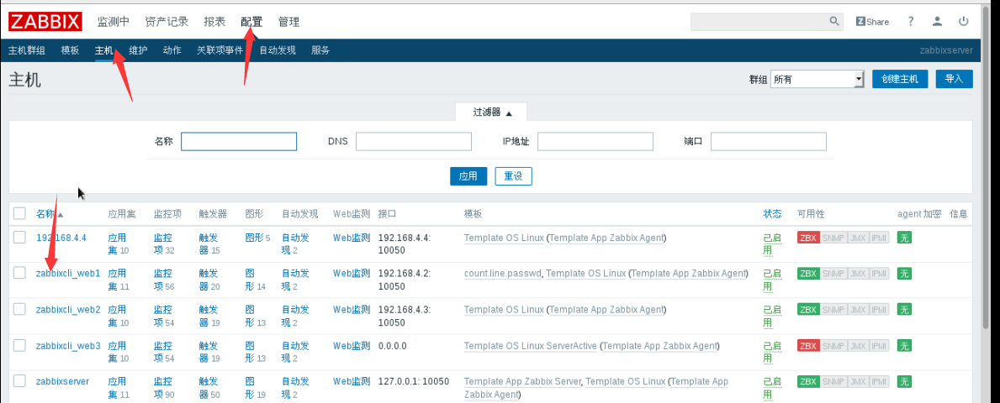 ZABBIX 监测中 资产记录 报表 配置 管理 Z Share ?
主机群组 模板 主机 维护 动作 关联项事件 自动发现 服务 zabbixserver
主机 群组 所有 创建主机 导入
过滤器 ▲
名称 DNS IP地址 端口
应用 重设
名称 ▲ 应用集 监控项 触发器 图形 自动发现 Web监测 接口 模板 状态 可用性 agent 加密 信息
192.168.4.4 应用 监控 触发 图形 5 自动发 Web监测 192.168.4.4: Template OS Linux (Template App Zabbix Agent) 已启 ZBX SNMP JMX IPMI 无
集 10 项 32 器 15 现 2 10050 用
zabbixcli_web1 应用 监控 触发 图 自动发 Web监测 192.168.4.2: count.line.passwd, Template OS Linux (Template App Zabbix Agent) 已启 ZBX SNMP JMX IPMI 无
集 11 项 56 器 20 形 14 现 2 10050 用
zabbixcli_web2 应用 监控 触发 图 自动发 Web监测 192.168.4.3: Template OS Linux (Template App Zabbix Agent) 已启 ZBX SNMP JMX IPMI 无
集 10 项 54 器 19 形 13 现 2 10050 用
zabbixcli_web3 应用 监控 触发 图 自动发 Web监测 0.0.0.0 Template OS Linux ServerActive (Template App Zabbix Agent) 已启 ZBX SNMP JMX IPMI 无
集 10 项 54 器 19 形 13 现 2 用
zabbixserver 应用 监控 触发 图 自动发 Web监测 127.0.0.1: 10050 Template App Zabbix Server, Template OS Linux (Template App 已启 ZBX SNMP JMX IPMI 无
集 11 项 90 器 50 形 19 现 2 Zabbix Agent) 用